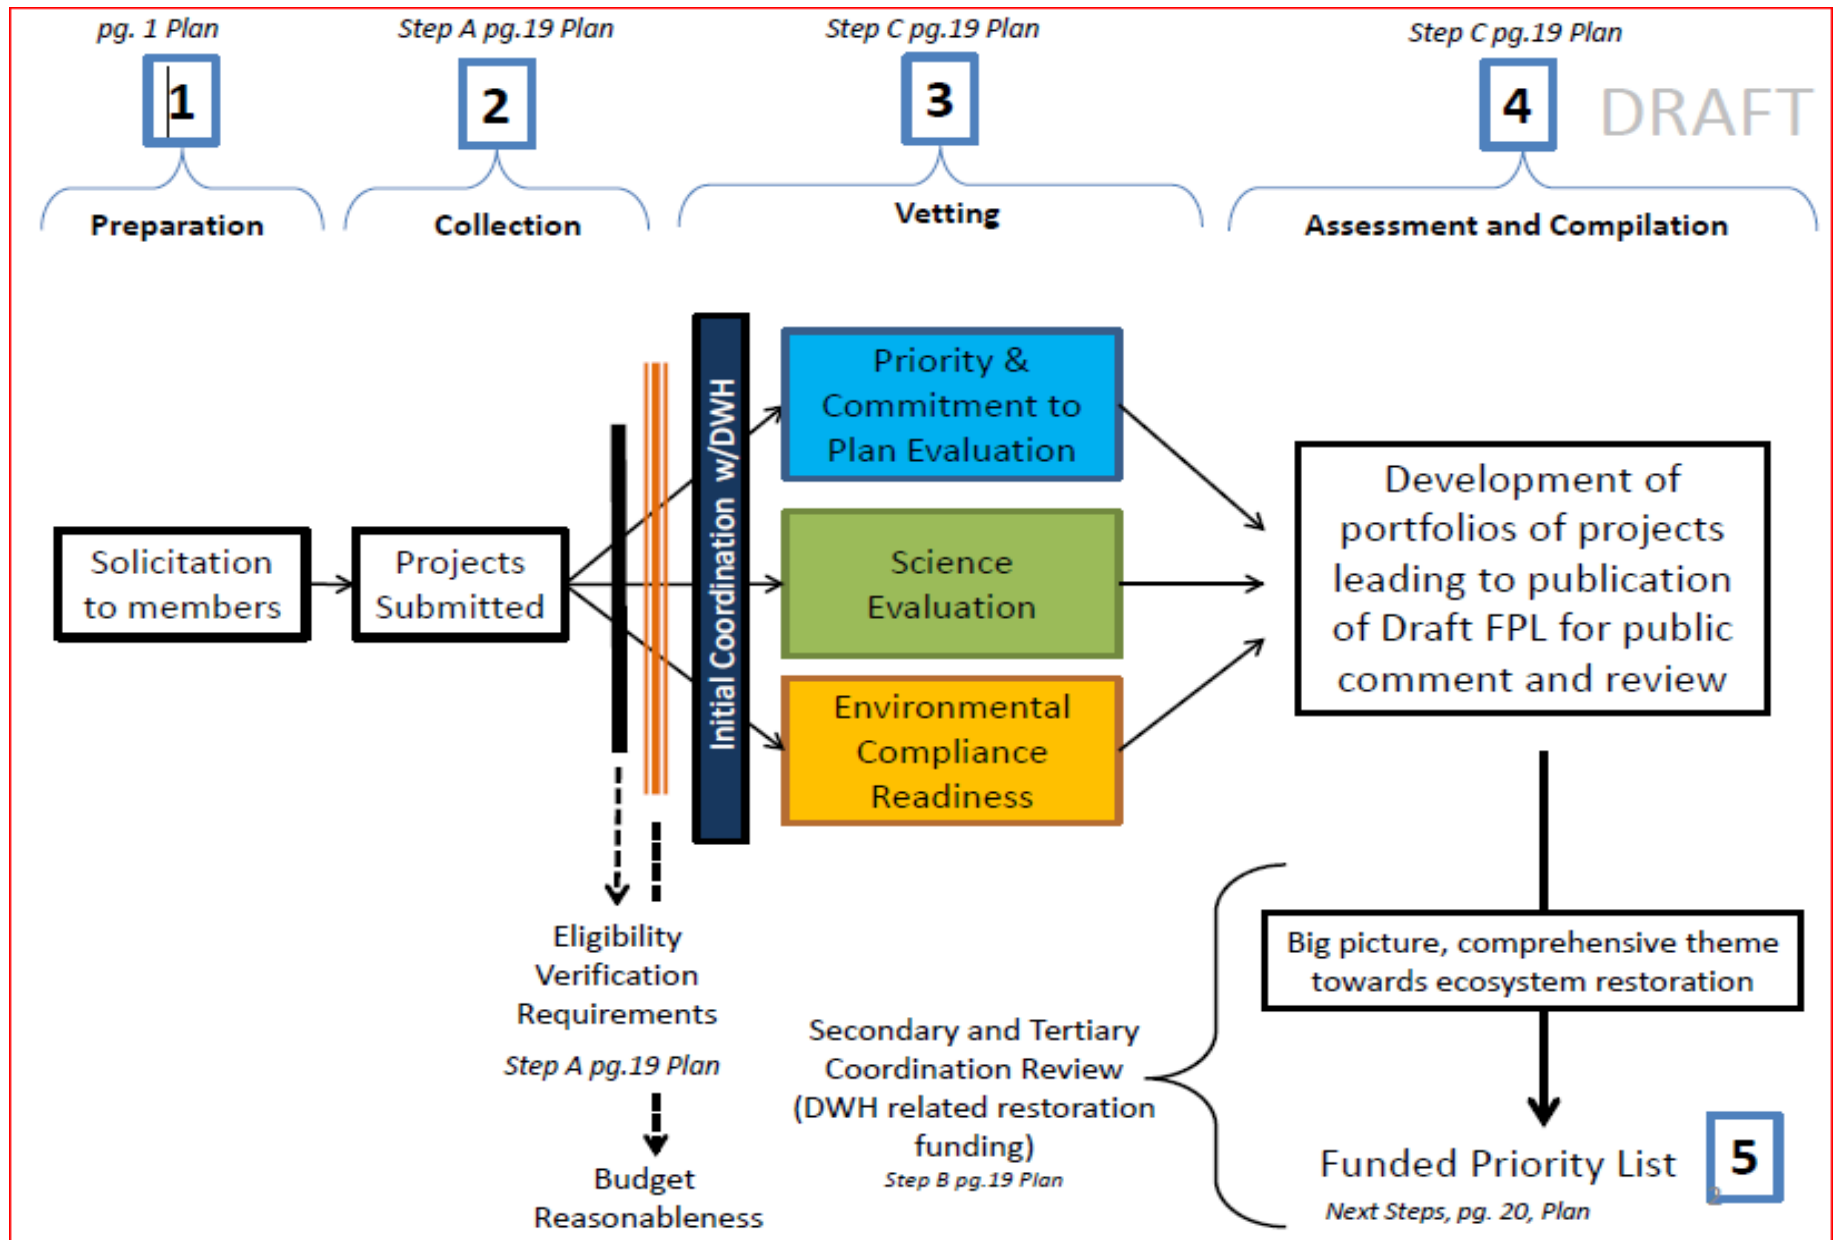 pg. 1 Plan
Step A pg.19 Plan
Step C pg.19 Plan
Step C pg.19 Plan
1
2
3
4
DRAFT
Preparation
Collection
Vetting
Assessment and Compilation
Solicitation
to members
Projects
Submitted
Initial Coordination w/DWH
Priority &
Commitment to
Plan Evaluation
Science
Evaluation
Environmental
Compliance
Readiness
Development of
portfolios of projects
leading to publication
of Draft FPL for public
comment and review
Eligibility
Verification
Requirements
Step A pg.19 Plan
Budget
Reasonableness
Secondary and Tertiary
Coordination Review
(DWH related restoration
funding)
Step B pg.19 Plan
Big picture, comprehensive theme
towards ecosystem restoration
Funded Priority List
5
2
Next Steps, pg. 20, Plan